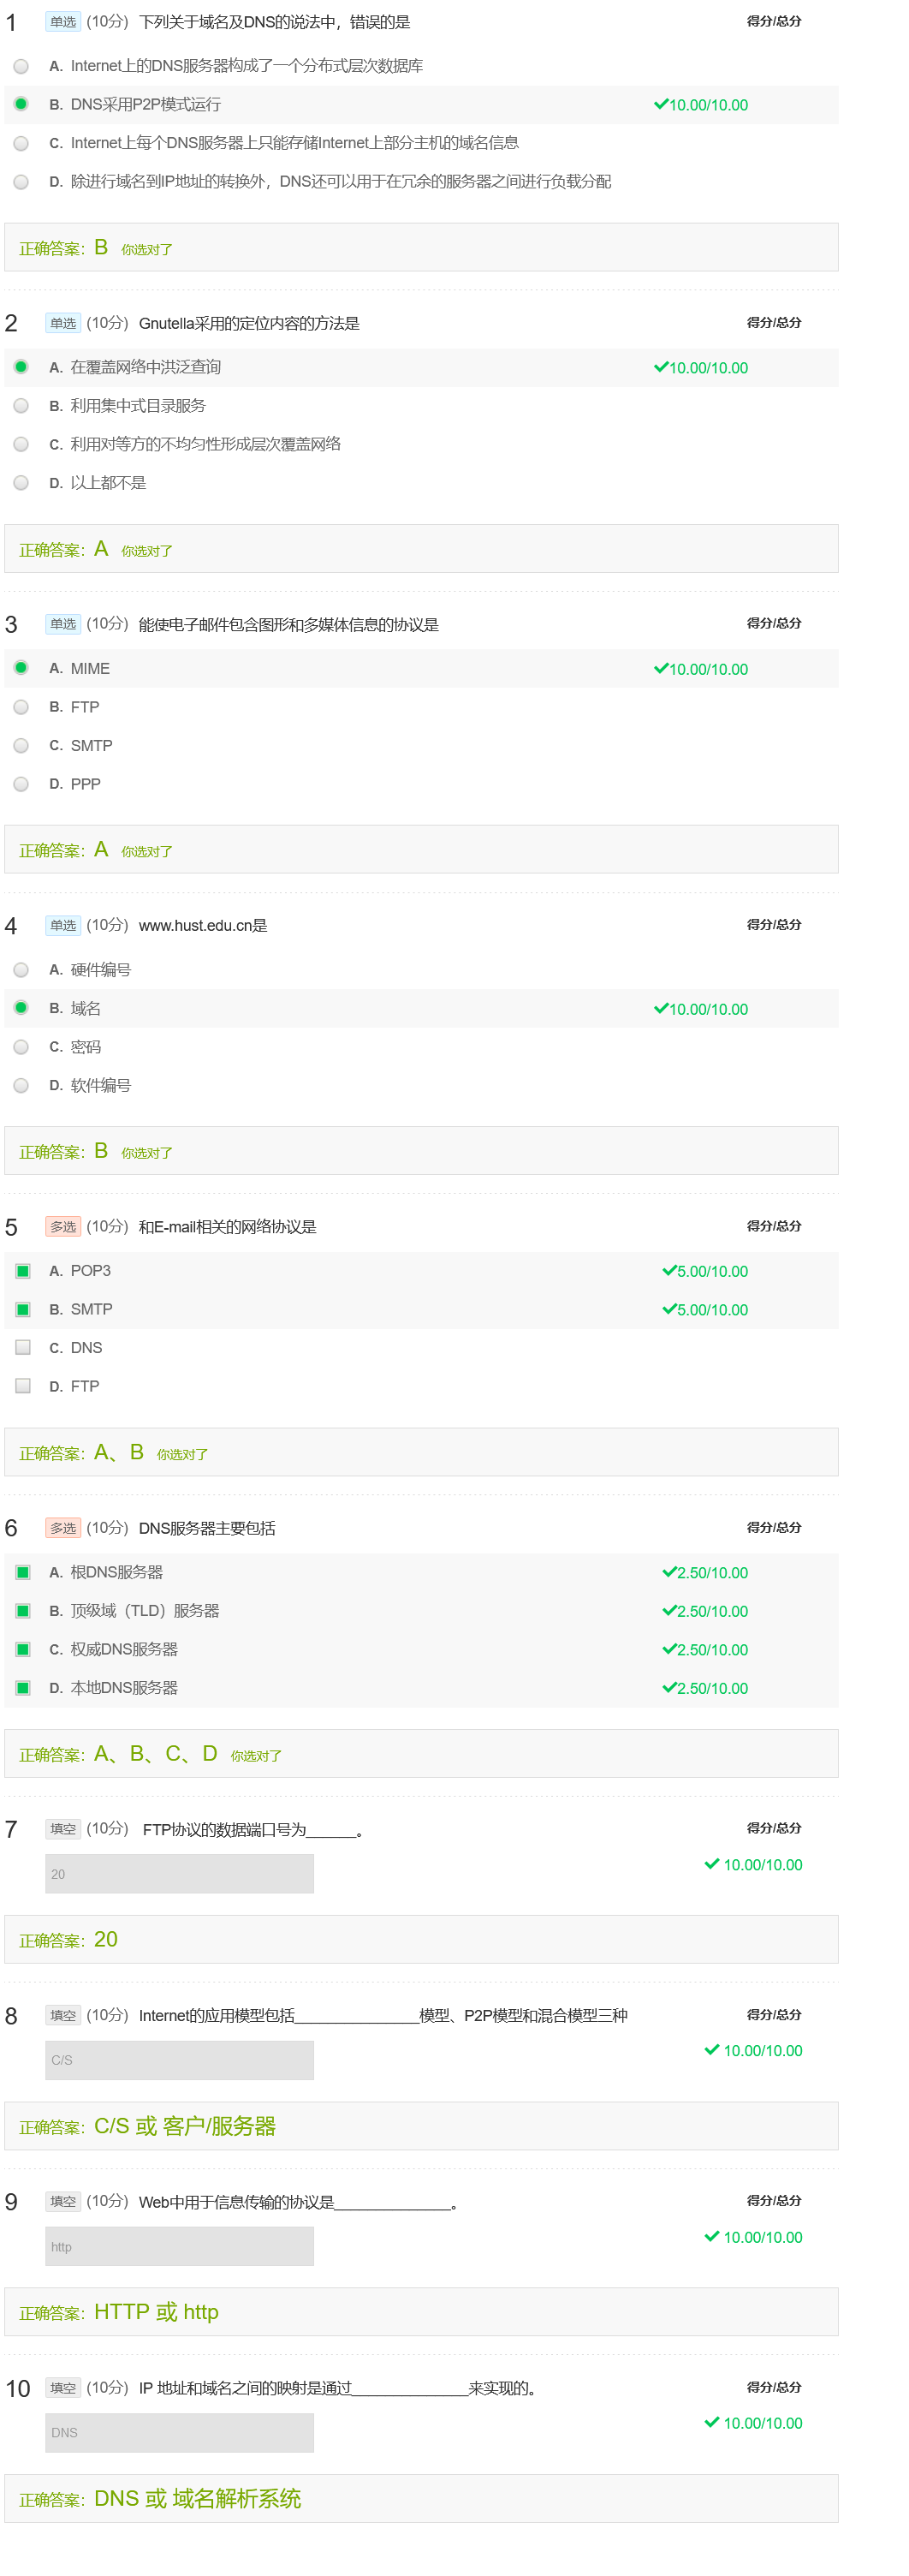 1 单选 (10分) 下列关于域名及DNS的说法中，错误的是 得分/总分
A. Internet上的DNS服务器构成了一个分布式层次数据库
B. DNS采用P2P模式运行 10.00/10.00
C. Internet上每个DNS服务器上只能存储Internet上部分主机的域名信息
D. 除进行域名到IP地址的转换外，DNS还可以用于在冗余的服务器之间进行负载分配
正确答案：B 你选对了
2 单选 (10分) Gnutella采用的定位内容的方法是 得分/总分
A. 在覆盖网络中洪泛查询 10.00/10.00
B. 利用集中式目录服务
C. 利用对等方的不均匀性形成层次覆盖网络
D. 以上都不是
正确答案：A 你选对了
3 单选 (10分) 能使电子邮件包含图形和多媒体信息的协议是 得分/总分
A. MIME 10.00/10.00
B. FTP
C. SMTP
D. PPP
正确答案：A 你选对了
4 单选 (10分) www.hust.edu.cn是 得分/总分
A. 硬件编号
B. 域名 10.00/10.00
C. 密码
D. 软件编号
正确答案：B 你选对了
5 多选 (10分) 和E-mail相关的网络协议是 得分/总分
A. POP3 5.00/10.00
B. SMTP 5.00/10.00
C. DNS
D. FTP
正确答案：A、B 你选对了
6 多选 (10分) DNS服务器主要包括 得分/总分
A. 根DNS服务器 2.50/10.00
B. 顶级域（TLD）服务器 2.50/10.00
C. 权威DNS服务器 2.50/10.00
D. 本地DNS服务器 2.50/10.00
正确答案：A、B、C、D 你选对了
7 填空 (10分) FTP协议的数据端口号为______。 得分/总分
20 10.00/10.00
正确答案：20
8 填空 (10分) Internet的应用模型包括_______________模型、P2P模型和混合模型三种 得分/总分
C/S 10.00/10.00
正确答案：C/S 或 客户/服务器
9 填空 (10分) Web中用于信息传输的协议是______________。 得分/总分
http 10.00/10.00
正确答案：HTTP 或 http
10 填空 (10分) IP 地址和域名之间的映射是通过______________来实现的。 得分/总分
DNS 10.00/10.00
正确答案：DNS 或 域名解析系统